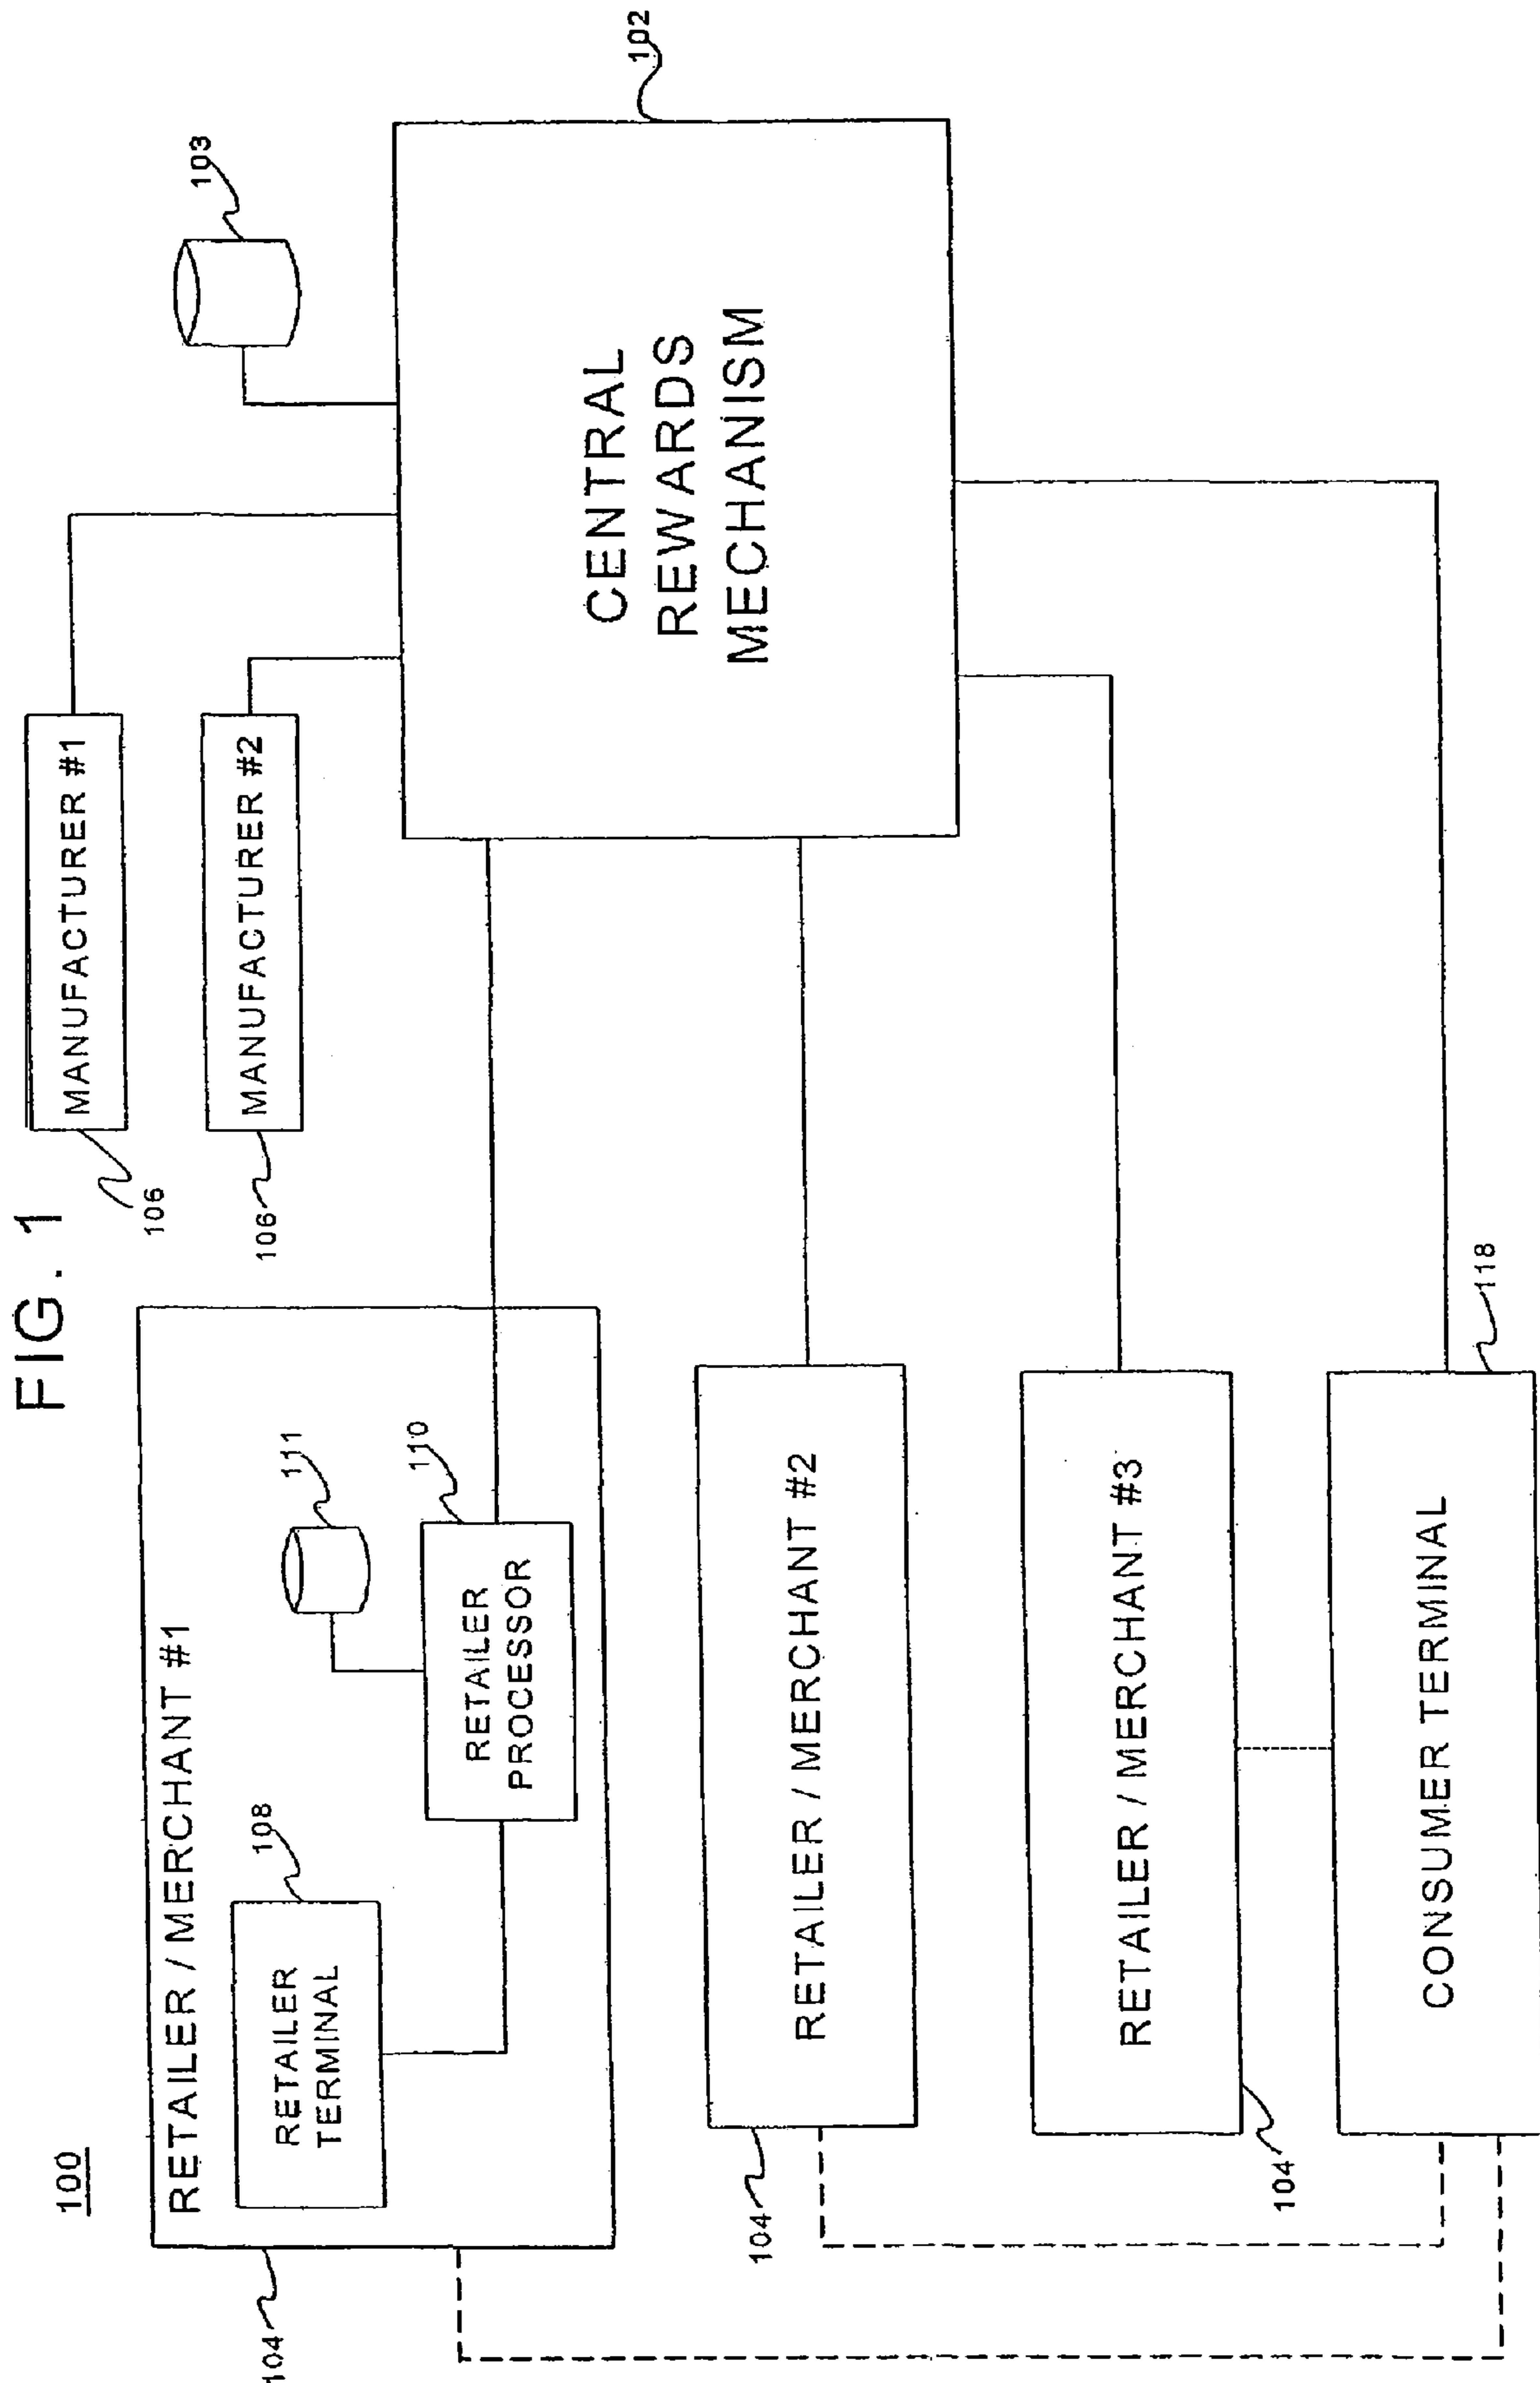 FIG. 1
100
RETAILER / MERCHANT #1
104
RETAILER
TERMINAL
108
111
RETAILER
PROCESSOR
110
MANUFACTURER #1
106
MANUFACTURER #2
106
103
CENTRAL
REWARDS
MECHANISM
102
RETAILER / MERCHANT #2
104
RETAILER / MERCHANT #3
104
CONSUMER TERMINAL
118